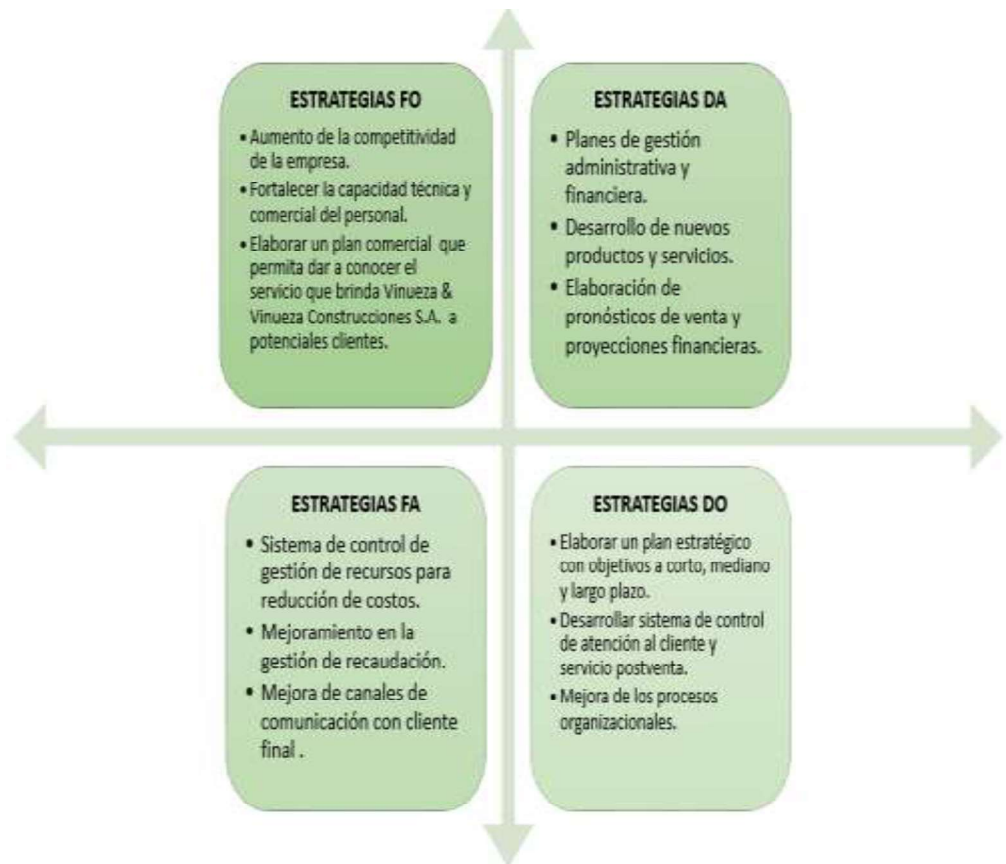 ESTRATEGIAS FO
• Aumento de la competitividad
de la empresa.
• Fortalecer la capacidad técnica y
comercial del personal.
• Elaborar un plan comercial que
permita dar a conocer el
servicio que brinda Vinueza &
Vinueza Construcciones S.A. a
potenciales clientes.
ESTRATEGIAS DA
• Planes de gestión
administrativa y
financiera.
• Desarrollo de nuevos
productos y servicios.
• Elaboración de
pronósticos de venta y
proyecciones financieras.
ESTRATEGIAS FA
• Sistema de control de
gestión de recursos para
reducción de costos.
• Mejoramiento en la
gestión de recaudación.
• Mejora de canales de
comunicación con cliente
final .
ESTRATEGIAS DO
• Elaborar un plan estratégico
con objetivos a corto, mediano
y largo plazo.
• Desarrollar sistema de control
de atención al cliente y
servicio postventa.
• Mejora de los procesos
organizacionales.